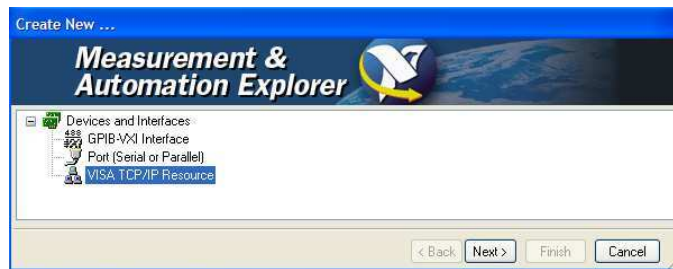 Create New ...
Measurement &
Automation Explorer
Devices and Interfaces
GPIB-VXI Interface
Port (Serial or Parallel)
VISA TCP/IP Resource
< Back Next > Finish Cancel